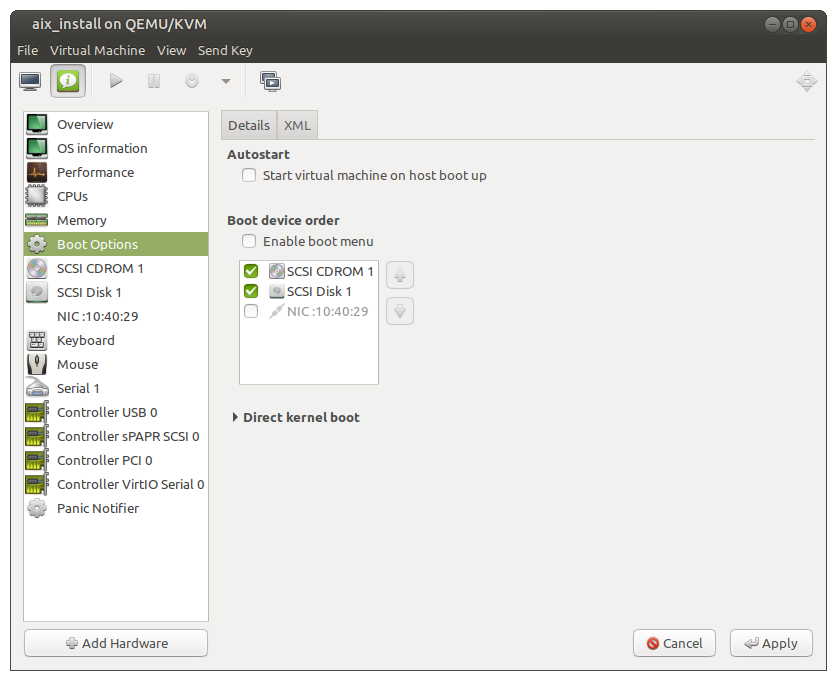 aix_install on QEMU/KVM
File Virtual Machine View Send Key
Overview
OS information
Performance
CPUs
Memory
Boot Options
SCSI CDROM 1
SCSI Disk 1
NIC :10:40:29
Keyboard
Mouse
Serial 1
Controller USB 0
Controller sPAPR SCSI 0
Controller PCI 0
Controller VirtIO Serial 0
Panic Notifier
Add Hardware
Details XML
Autostart
Start virtual machine on host boot up
Boot device order
Enable boot menu
SCSI CDROM 1
SCSI Disk 1
NIC :10:40:29
Direct kernel boot
Cancel Apply